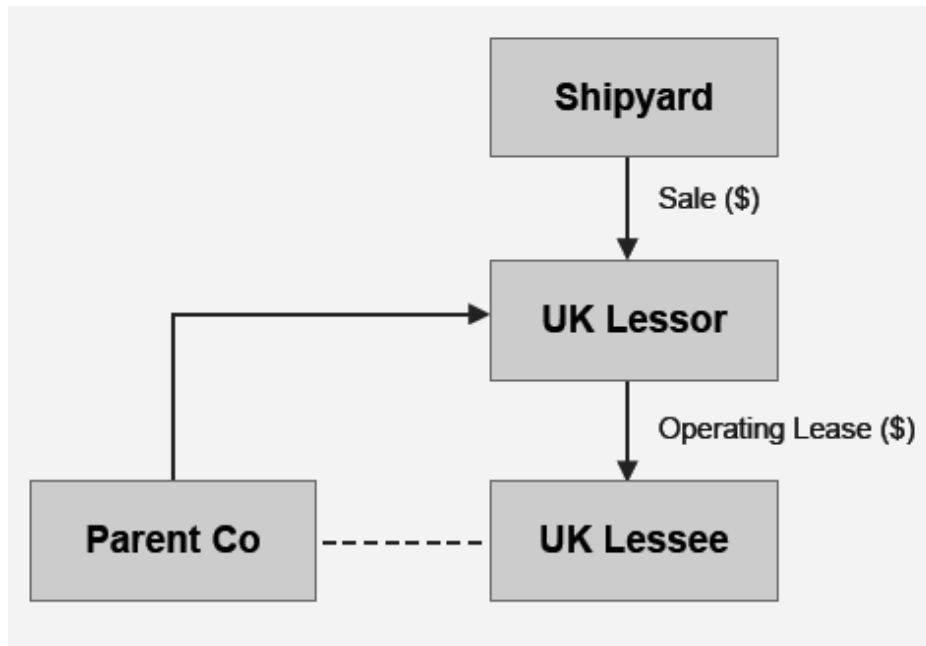 Shipyard
Sale ($)
UK Lessor
Operating Lease ($)
Parent Co
UK Lessee